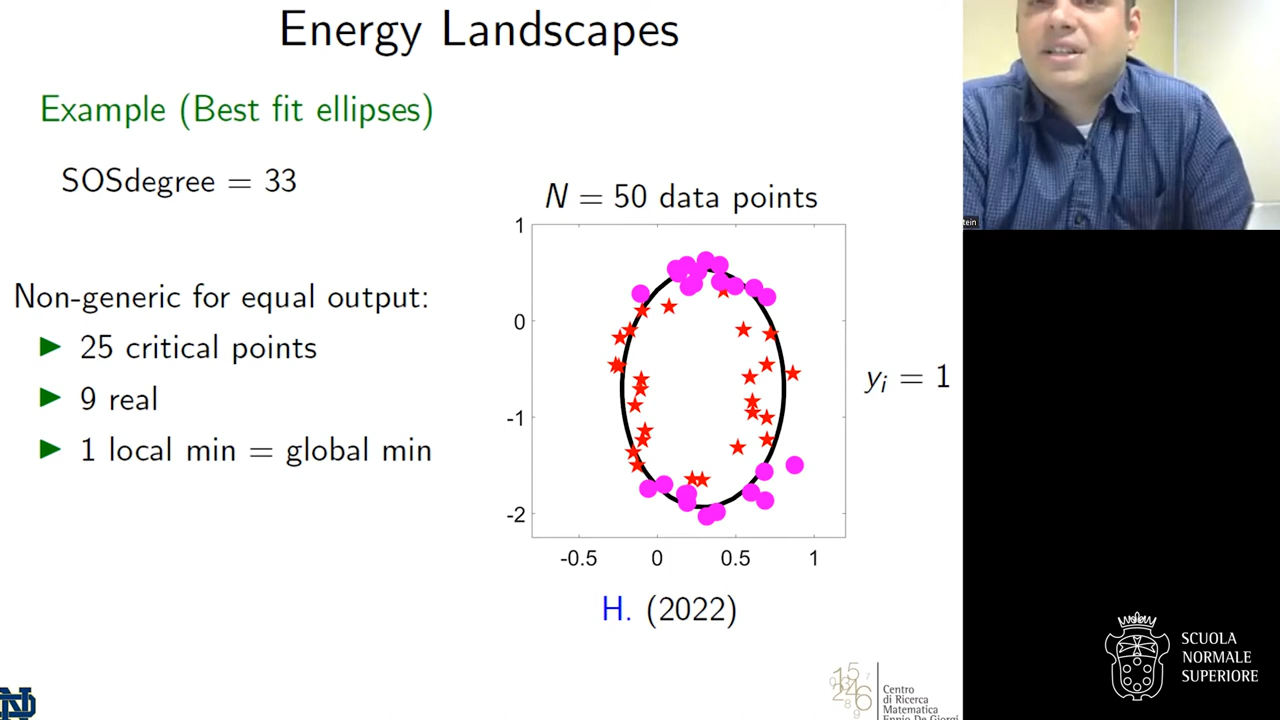 Energy Landscapes
Example (Best fit ellipses)
SOSdegree = 33
N = 50 data points
Non-generic for equal output:
25 critical points
9 real
1 local min = global min
1
0
-1
-2
-0.5
0
0.5
1
yᵢ = 1
H. (2022)
tein
ND
Centro
di Ricerca
Matematica
Ennio De Giorgi
SCUOLA
NORMALE
SUPERIORE